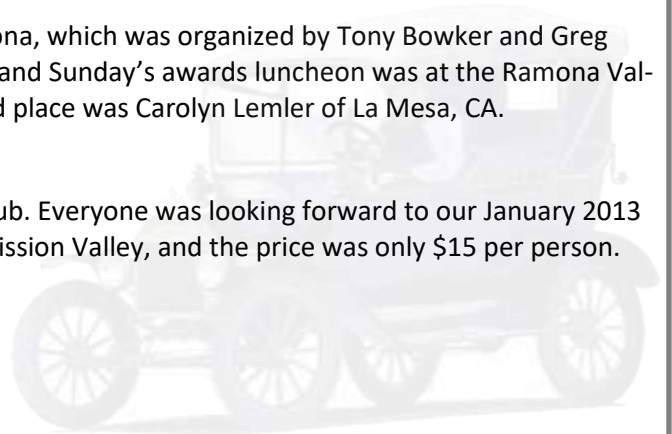 ona, which was organized by Tony Bowker and Greg
and Sunday’s awards luncheon was at the Ramona Val-
d place was Carolyn Lemler of La Mesa, CA.
ub. Everyone was looking forward to our January 2013
ission Valley, and the price was only $15 per person.